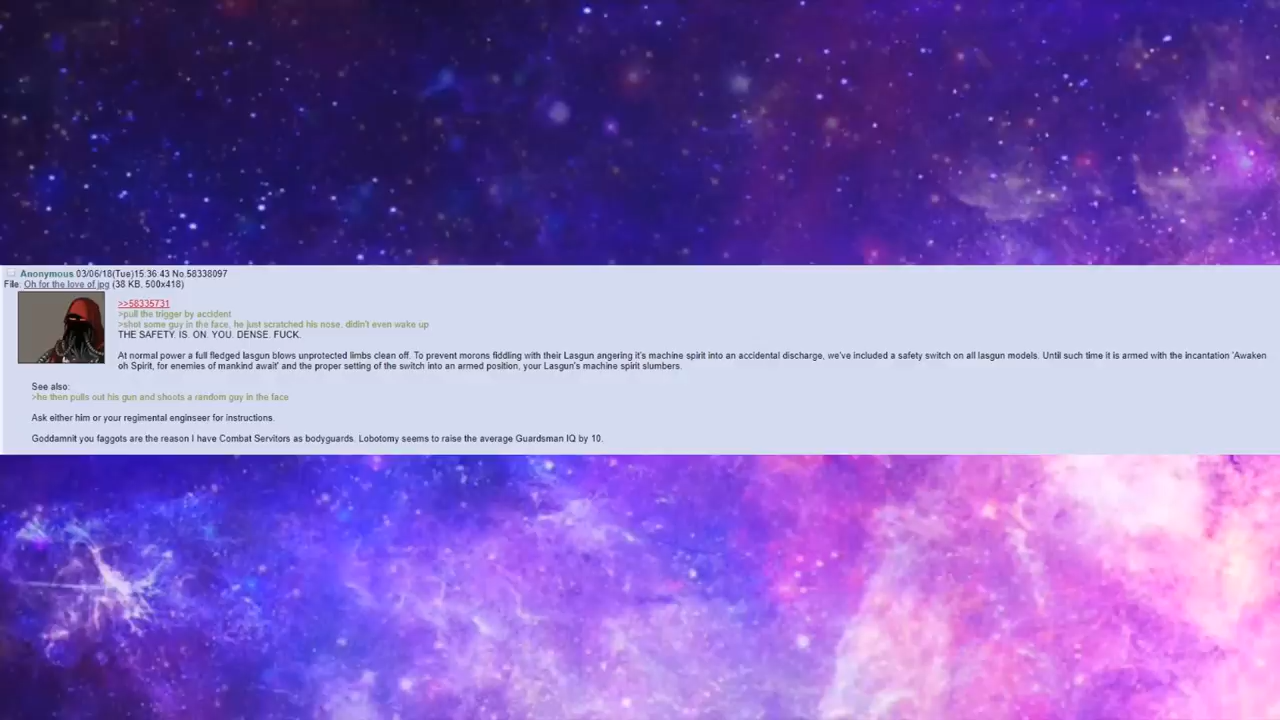 Anonymous 03/06/18(Tue)15:36:43 No.58338097
File: Oh for the love of.jpg (38 KB, 500x418)
>>58335731
>pull the trigger by accident
>shot some guy in the face, he just scratched his nose, didin't even wake up
THE SAFETY. IS. ON. YOU. DENSE. FUCK.
At normal power a full fledged lasgun blows unprotected limbs clean off. To prevent morons fiddling with their Lasgun angering it's machine spirit into an accidental discharge, we've included a safety switch on all lasgun models. Until such time it is armed with the incantation 'Awaken
oh Spirit, for enemies of mankind await' and the proper setting of the switch into an armed position, your Lasgun's machine spirit slumbers.
See also:
>he then pulls out his gun and shoots a random guy in the face
Ask either him or your regimental enginseer for instructions.
Goddamnit you faggots are the reason I have Combat Servitors as bodyguards. Lobotomy seems to raise the average Guardsman IQ by 10.